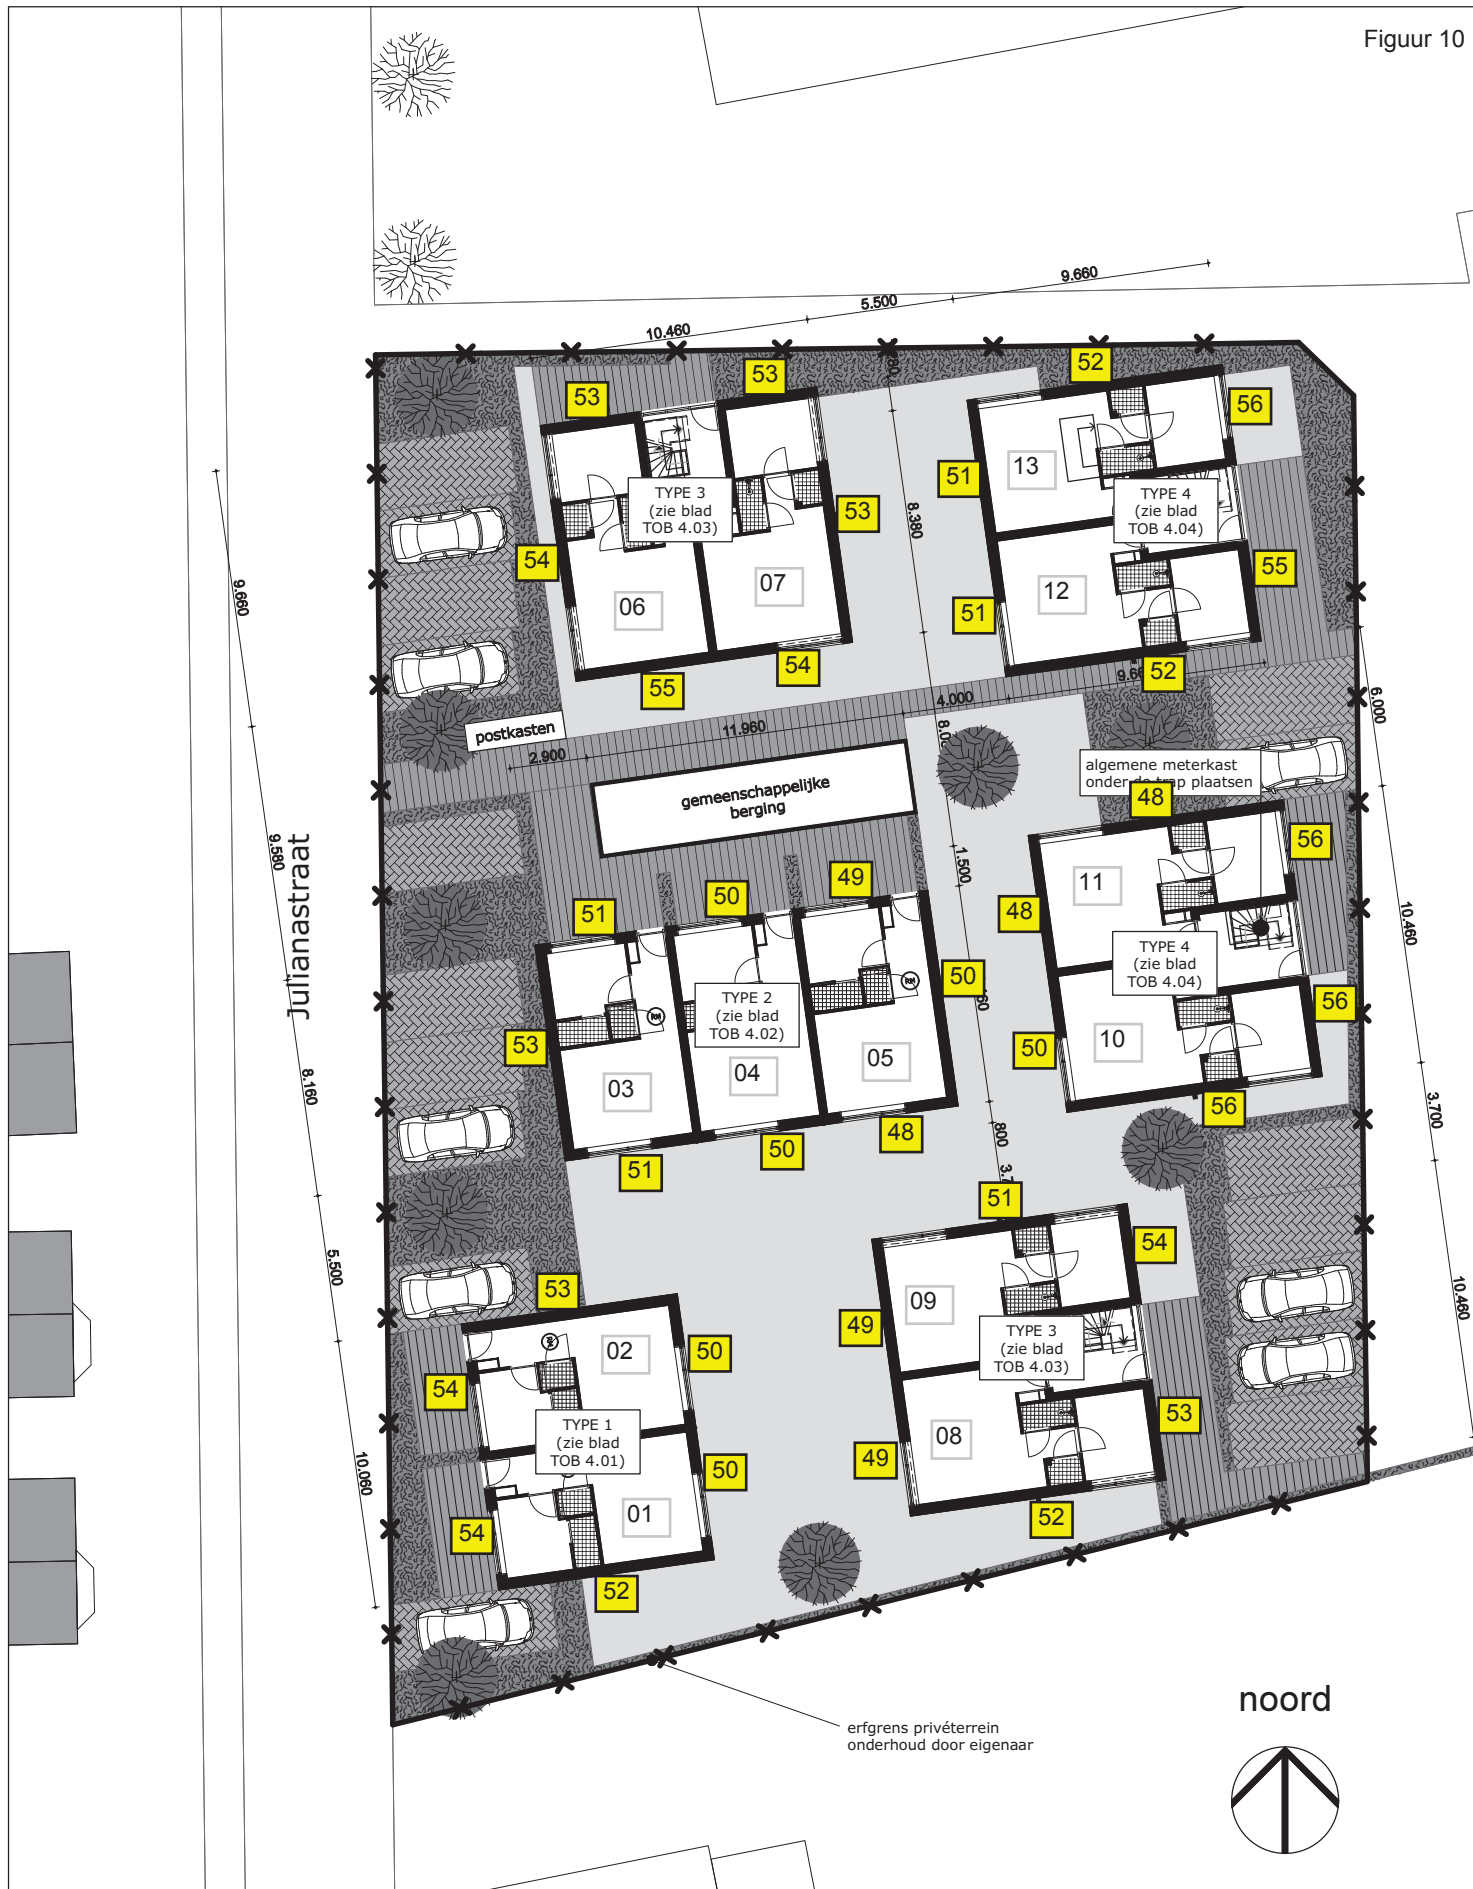 Figuur 10
9.660
5.500
10.460
53
53
52
56
13
51
TYPE 4
(zie blad
TOB 4.04)
TYPE 3
(zie blad
TOB 4.03)
53
8.380
54
55
07
12
06
51
9.660
54
52
55
6.000
4.000
postkasten
11.960
2.900
gemeenschappelijke
berging
algemene meterkast
onder de trap plaatsen
48
9.580
Julianastraat
56
1.500
49
50
51
11
48
10.460
TYPE 4
(zie blad
TOB 4.04)
50
56
TYPE 2
(zie blad
TOB 4.02)
53
50
10
05
04
03
8.160
56
3.700
48
50
51
800
51
54
5.500
53
09
49
TYPE 3
(zie blad
TOB 4.03)
10.460
02
50
54
53
TYPE 1
(zie blad
TOB 4.01)
08
49
50
10.060
01
52
54
52
noord
erfgrens privéterrein
onderhoud door eigenaar